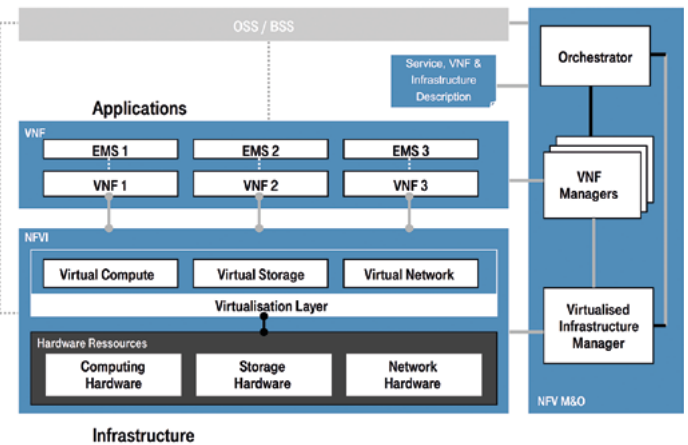 OSS / BSS
Orchestrator
Service, VNF &
Infrastructure
Description
Applications
VNF
EMS 1
EMS 2
EMS 3
VNF 1
VNF 2
VNF 3
VNF
Managers
NFVI
Virtual Compute
Virtual Storage
Virtual Network
Virtualisation Layer
Virtualised
Infrastructure
Manager
Hardware Ressources
Computing
Hardware
Storage
Hardware
Network
Hardware
NFV M&O
Infrastructure